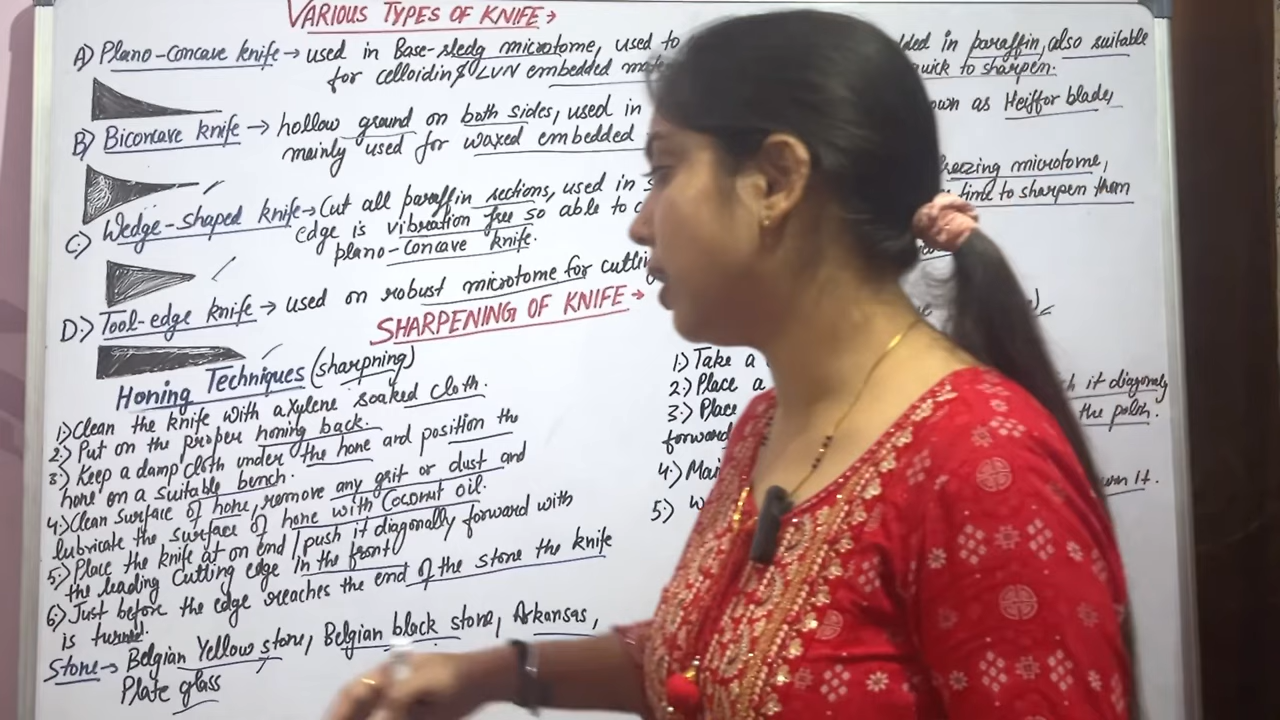 VARIOUS TYPES OF KNIFE→
A) Plano-concave knife → used in Base-sledg microtome, used to
in paraffin, also suitable
for celloidin & LVN embedded
quick to sharpen.
B) Biconcave knife → hollow ground on both sides, used in
as Heiffor blade,
mainly used for waxed embedded
C) Wedge-shaped knife → Cut all paraffin sections, used in
freezing microtome,
edge is vibration free so able to
time to sharpen them
plano-concave knife.
D.) Tool-edge knife → used on robust microtome for
SHARPENING OF KNIFE→
Honing Techniques (sharpning)
1.) Clean the knife with a xylene soaked cloth.
2.) Put on the proper honing back.
3.) Keep a damp cloth under the hone and position the
hone on a suitable bench.
4.) Clean surface of hone, remove any grit or dust and
lubricate the surface of hone with Coconut oil.
5.) Place the knife at on end, push it diagonally forward with
the leading cutting edge in the front
6.) Just before the edge reaches the end of the stone the knife
is turned.
Stone → Belgian Yellow stone, Belgian black stone, Arkansas,
Plate glass
1.) Take a
2.) Place a
it diagonaly
3.) Place
the polish.
forward
4.)
it.
5.)